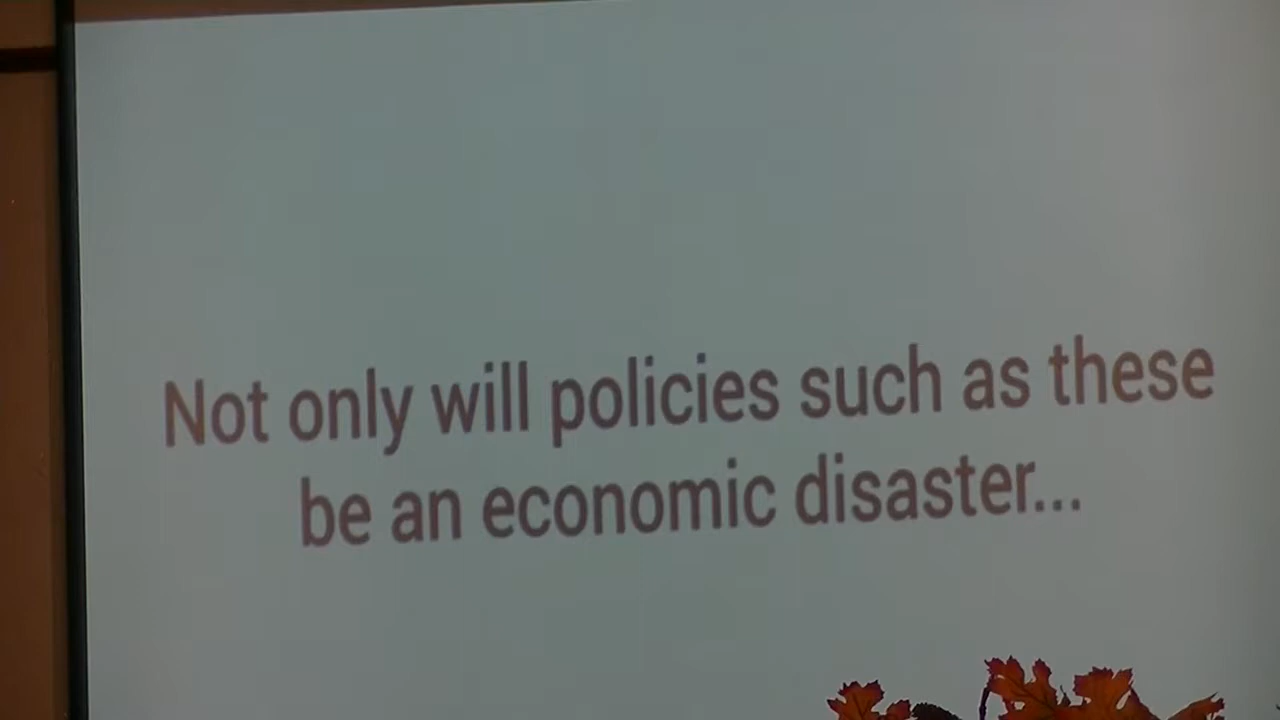 Not only will policies such as these
be an economic disaster...